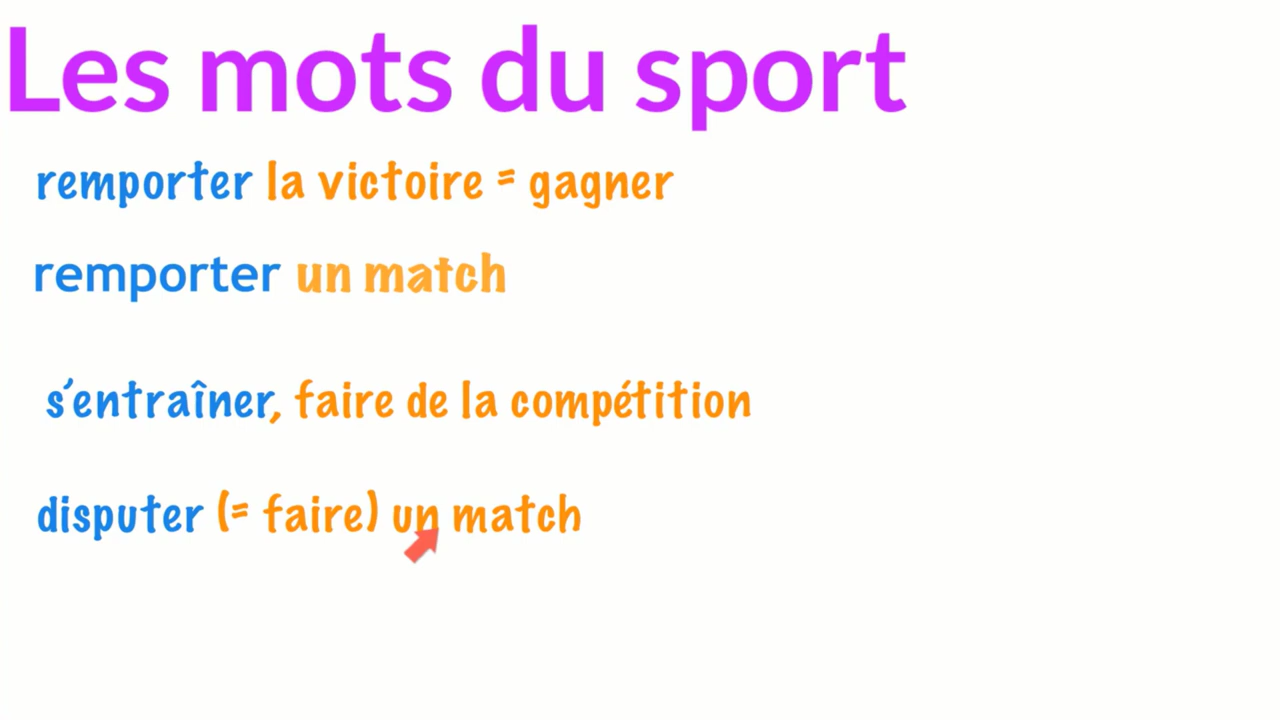 Les mots du sport
remporter la victoire = gagner
remporter un match
s'entraîner, faire de la compétition
disputer (= faire) un match